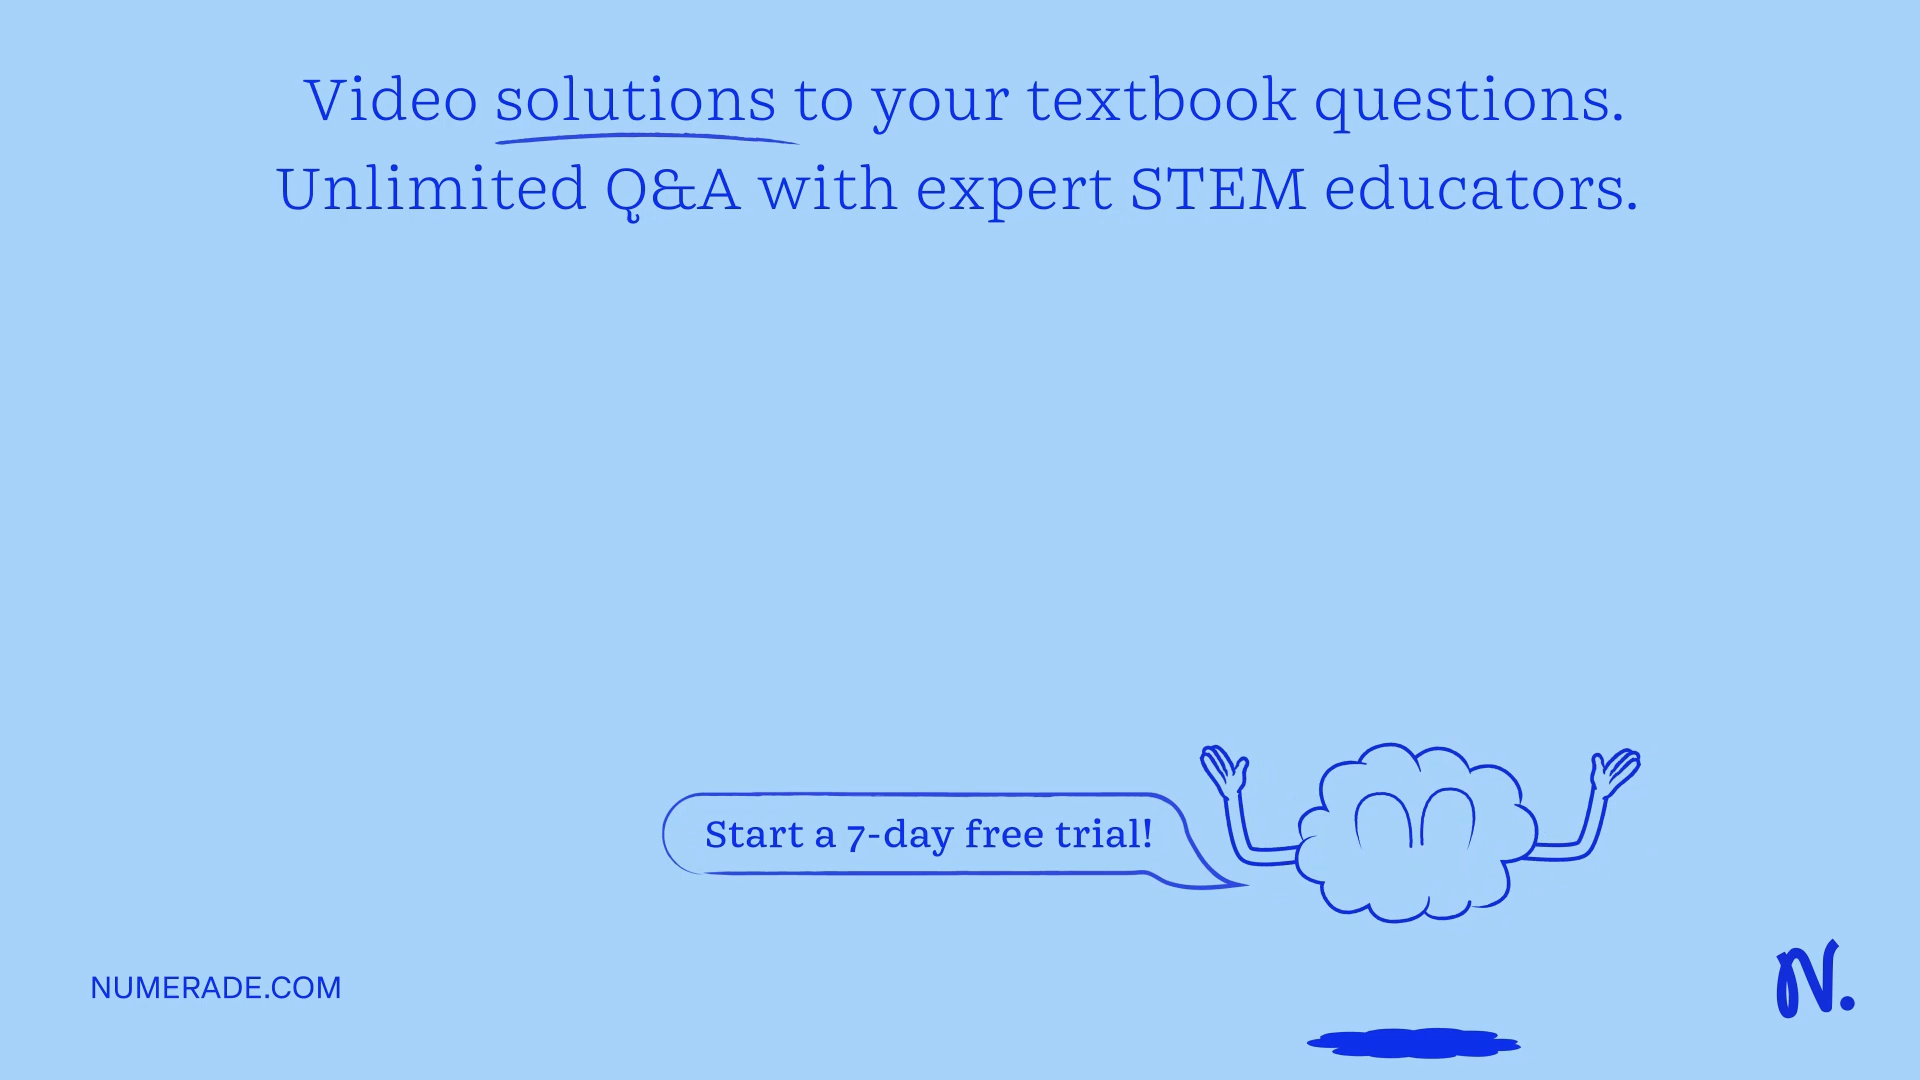 Video solutions to your textbook questions.
Unlimited Q&A with expert STEM educators.
Start a 7-day free trial!
NUMERADE.COM
N.